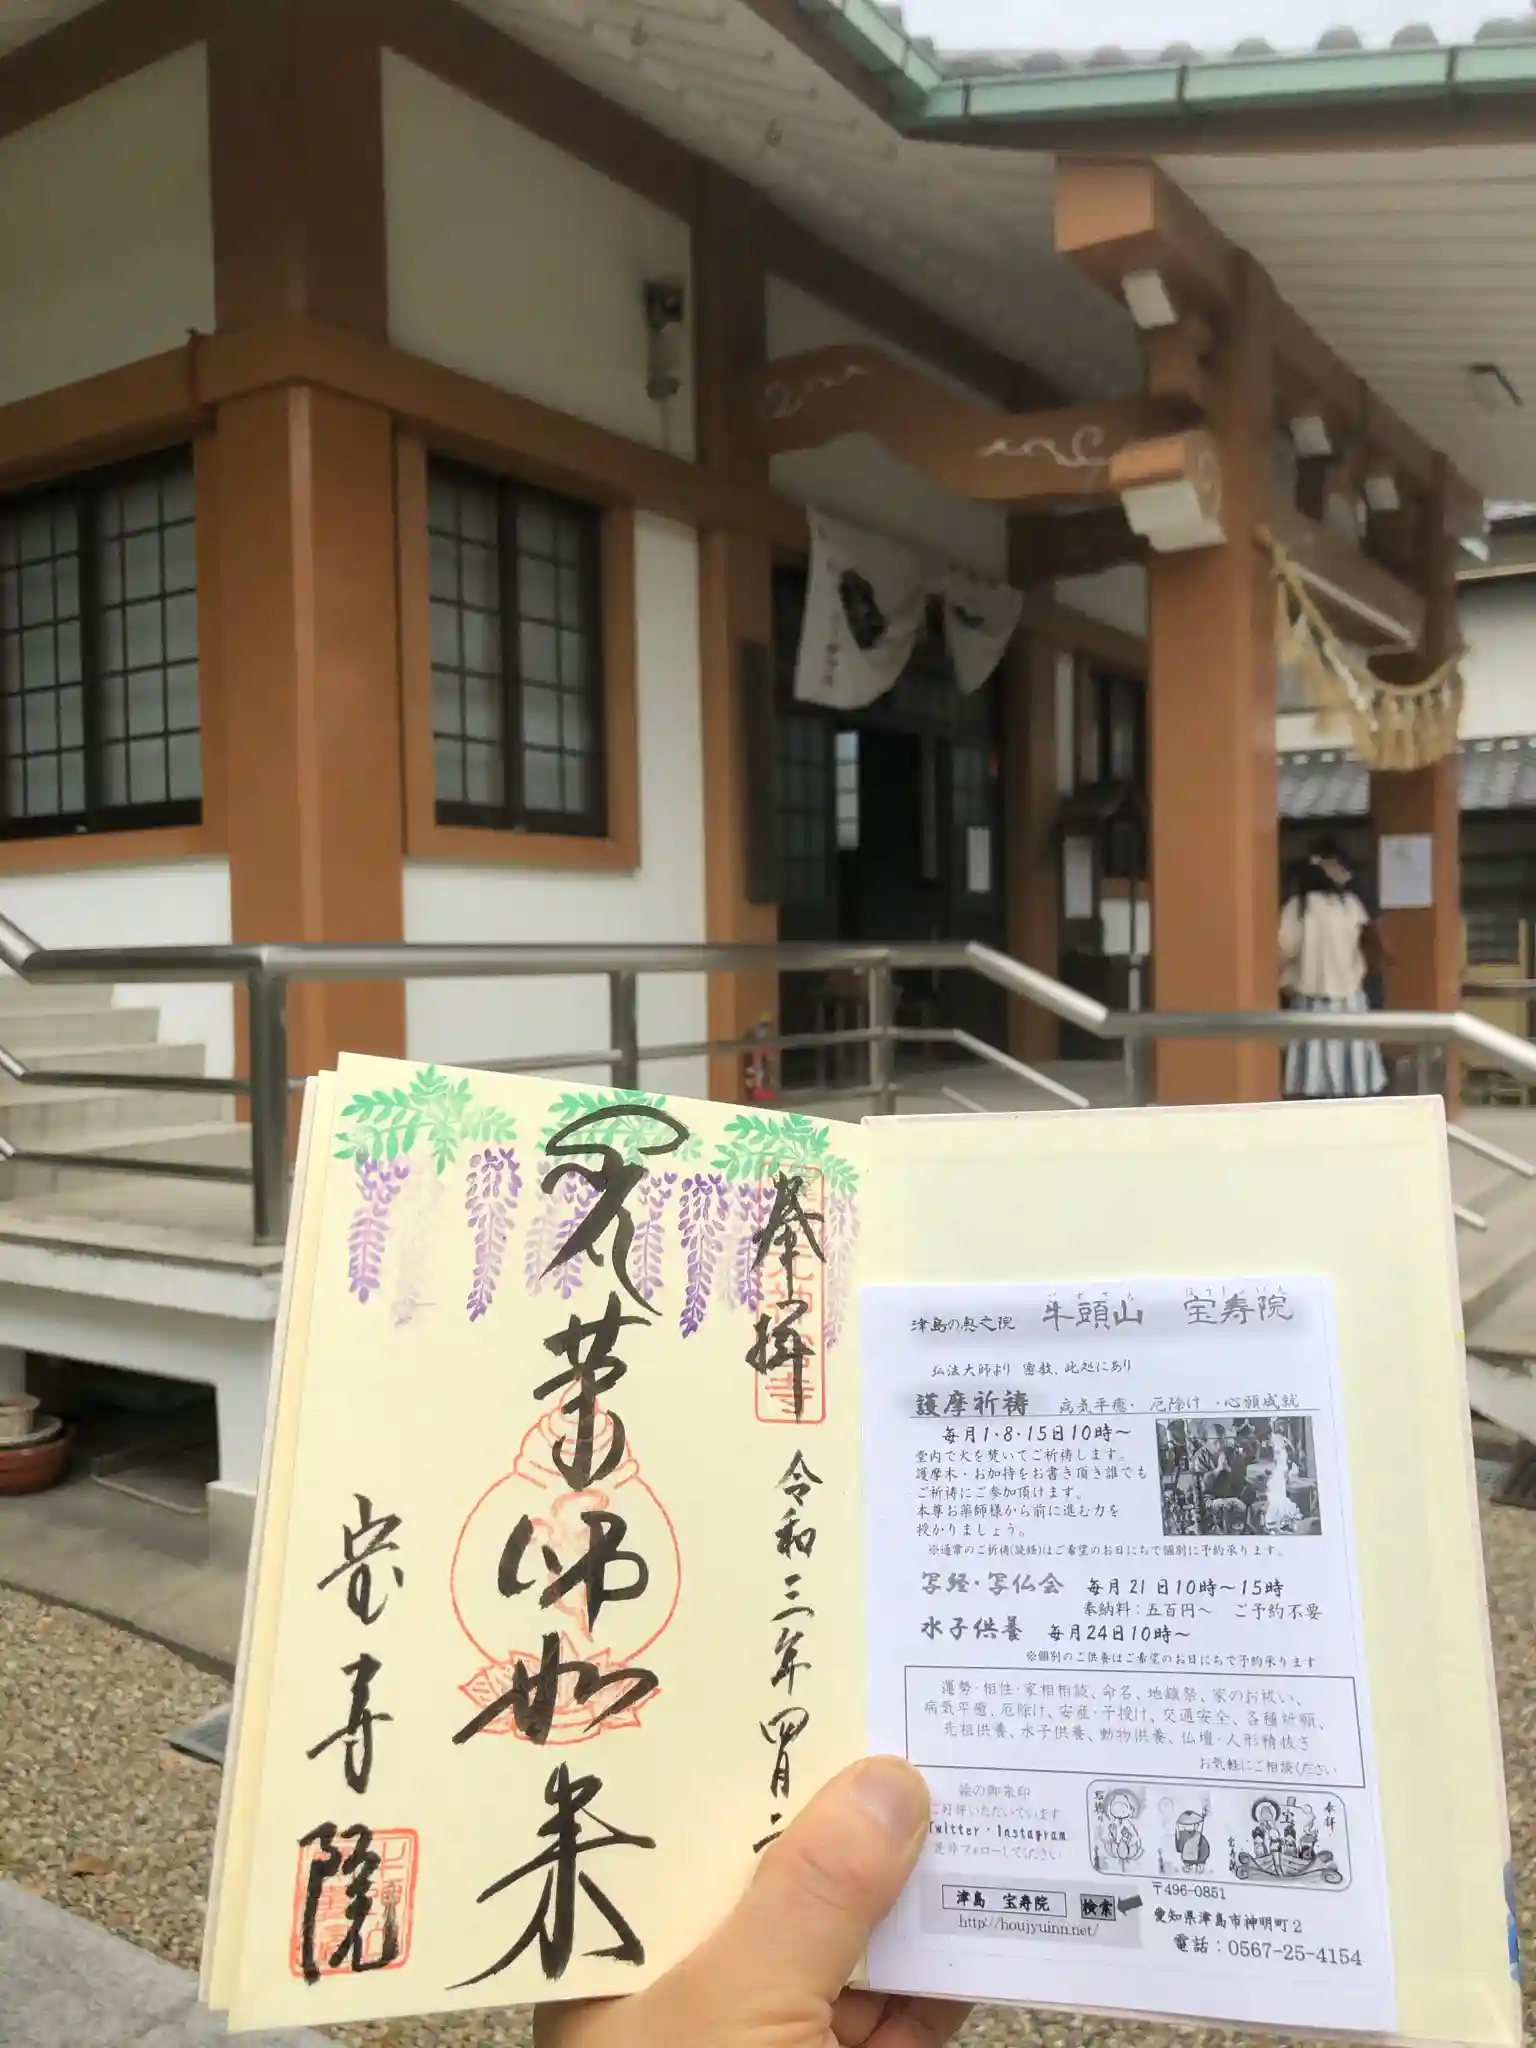 奉拝
令和三年四月二
薬師如来
宝寿院
津島の奥之院 牛頭山 宝寿院
弘法大師より 密教、此処にあり
護摩祈祷 病気平癒・ 厄除け ・心願成就
毎月1・8・15日10時~
堂内で火を焚いてご祈祷します。
護摩木・お加持をお書き頂き誰でも
ご祈祷にご参加頂けます。
本尊お薬師様から前に進む力を
授かりましょう。
※通常のご祈祷(読経)はご希望のお日にちで個別に予約承ります。
写経・写仏会 毎月21日10時~15時
奉納料:五百円~ ご予約不要
水子供養 毎月24日10時~
※個別のご供養はご希望のお日にちで予約承ります
運勢・相性・家相相談、命名、地鎮祭、家のお祓い、
病気平癒、厄除け、安産・子授け、交通安全、各種祈願、
先祖供養、水子供養、動物供養、仏壇・人形精抜き
お気軽にご相談ください
絵の御朱印
ご好評いただいています
Twitter・Instagram
是非フォローしてください
奉拝
津島 宝寿院 検索
http://houjyuinn.net/
〒496-0851
愛知県津島市神明町2
電話:0567-25-4154